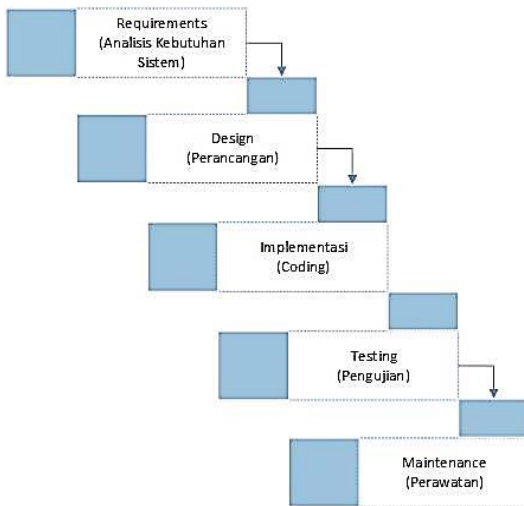 Requirements
(Analisis Kebutuhan
Sistem)
Design
(Perancangan)
Implementasi
(Coding)
Testing
(Pengujian)
Maintenance
(Perawatan)